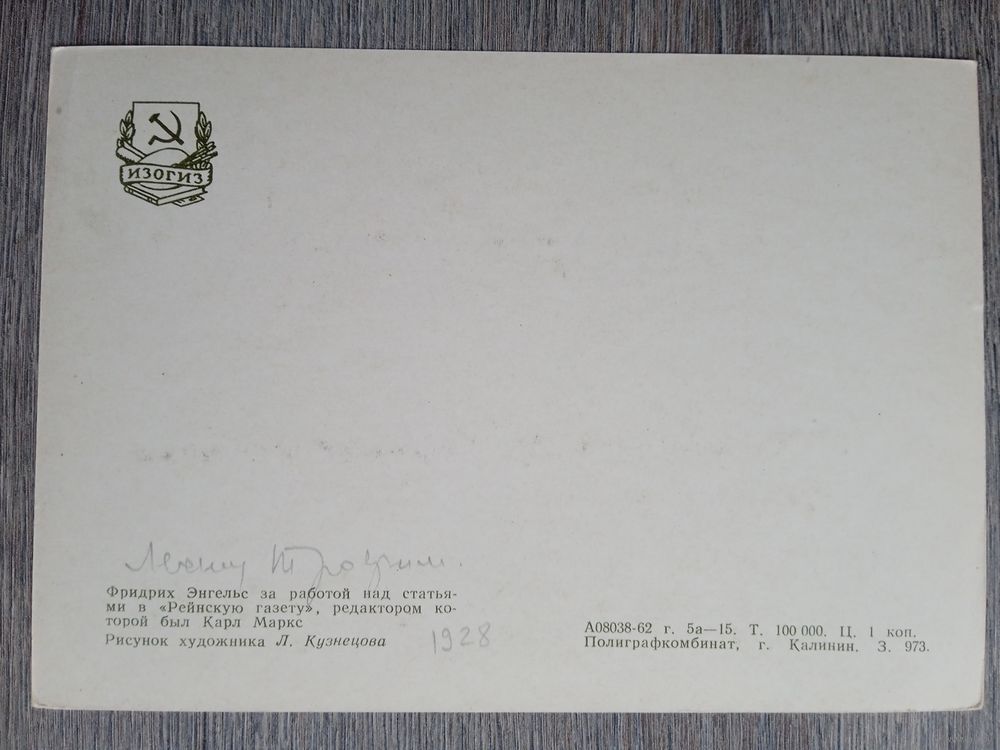 ИЗОГИЗ
Фридрих Энгельс за работой над статья-
ми в «Рейнскую газету», редактором ко-
торой был Карл Маркс
Рисунок художника Л. Кузнецова
1928
А08038-62 г. 5а—15. Т. 100 000. Ц. 1 коп.
Полиграфкомбинат, г. Калинин. З. 973.